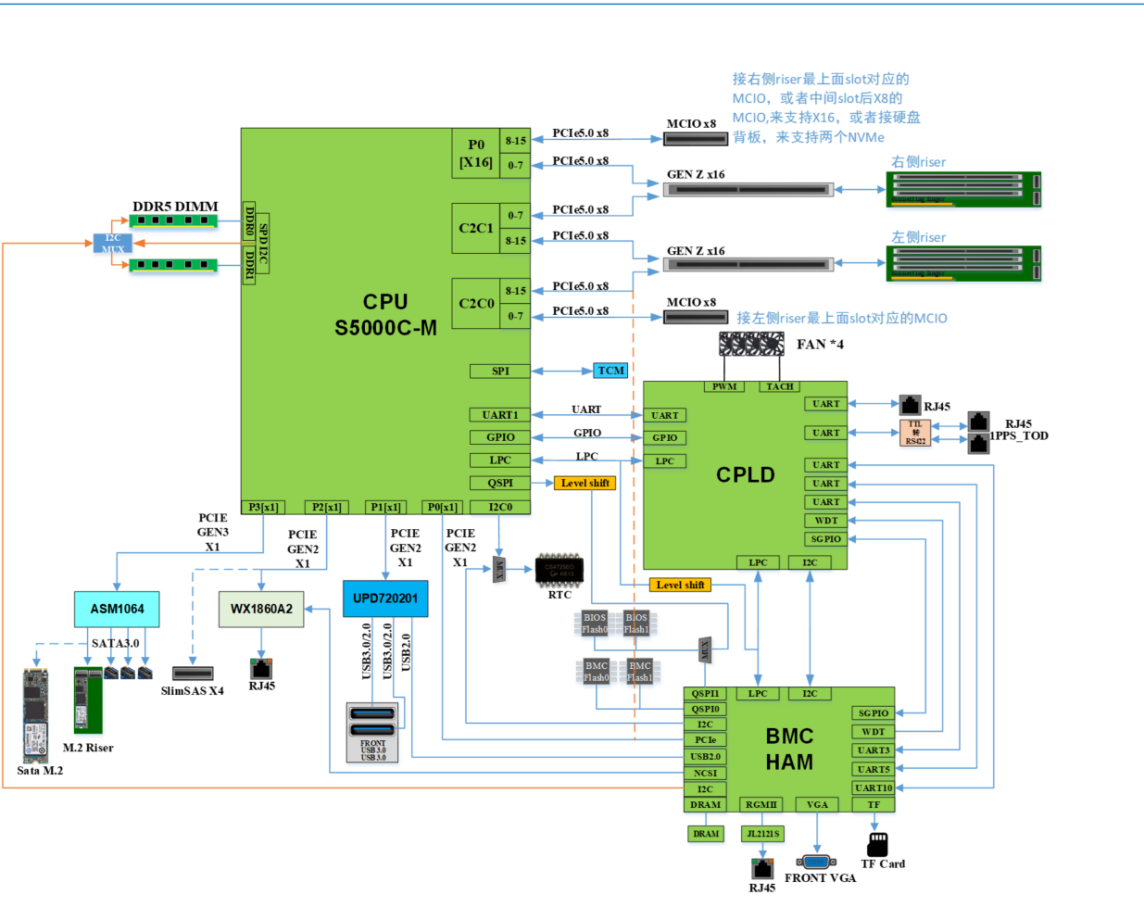 接右侧riser最上面slot对应的
MCIO，或者中间slot后X8的
MCIO,来支持X16，或者接硬盘
背板，来支持两个NVMe
MCIO x8
P0
[X16]
8-15
0-7
PCIe5.0 x8
PCIe5.0 x8
GEN Z x16
右侧riser
DDR5 DIMM
DDR0
SPD I2C
DDR1
I2C
MUX
C2C1
0-7
8-15
PCIe5.0 x8
PCIe5.0 x8
GEN Z x16
左侧riser
CPU
S5000C-M
C2C0
8-15
0-7
PCIe5.0 x8
PCIe5.0 x8
MCIO x8
接左侧riser最上面slot对应的MCIO
FAN *4
SPI
TCM
PWM
TACH
UART1
UART
UART
GPIO
GPIO
GPIO
LPC
LPC
LPC
QSPI
Level shift
CPLD
UART
RJ45
UART
TTL
转
RS422
RJ45
1PPS_TOD
UART
UART
UART
WDT
SGPIO
LPC
I2C
P3[x1]
P2[x1]
P1[x1]
P0[x1]
I2C0
PCIE
GEN3
X1
PCIE
GEN2
X1
PCIE
GEN2
X1
PCIE
GEN2
X1
MUX
RTC
Level shift
ASM1064
WX1860A2
UPD720201
SATA3.0
USB3.0/2.0
USB3.0/2.0
USB2.0
BIOS
Flash0
BIOS
Flash1
BMC
Flash0
BMC
Flash1
MUX
SlimSAS X4
RJ45
M.2 Riser
Sata M.2
FRONT
USB3.0
USB3.0
BMC
HAM
QSPI1
QSPI0
I2C
PCIe
USB2.0
NCSI
I2C
DRAM
LPC
I2C
SGPIO
WDT
UART3
UART5
UART10
RGMII
VGA
TF
DRAM
JL2121S
RJ45
FRONT VGA
TF Card